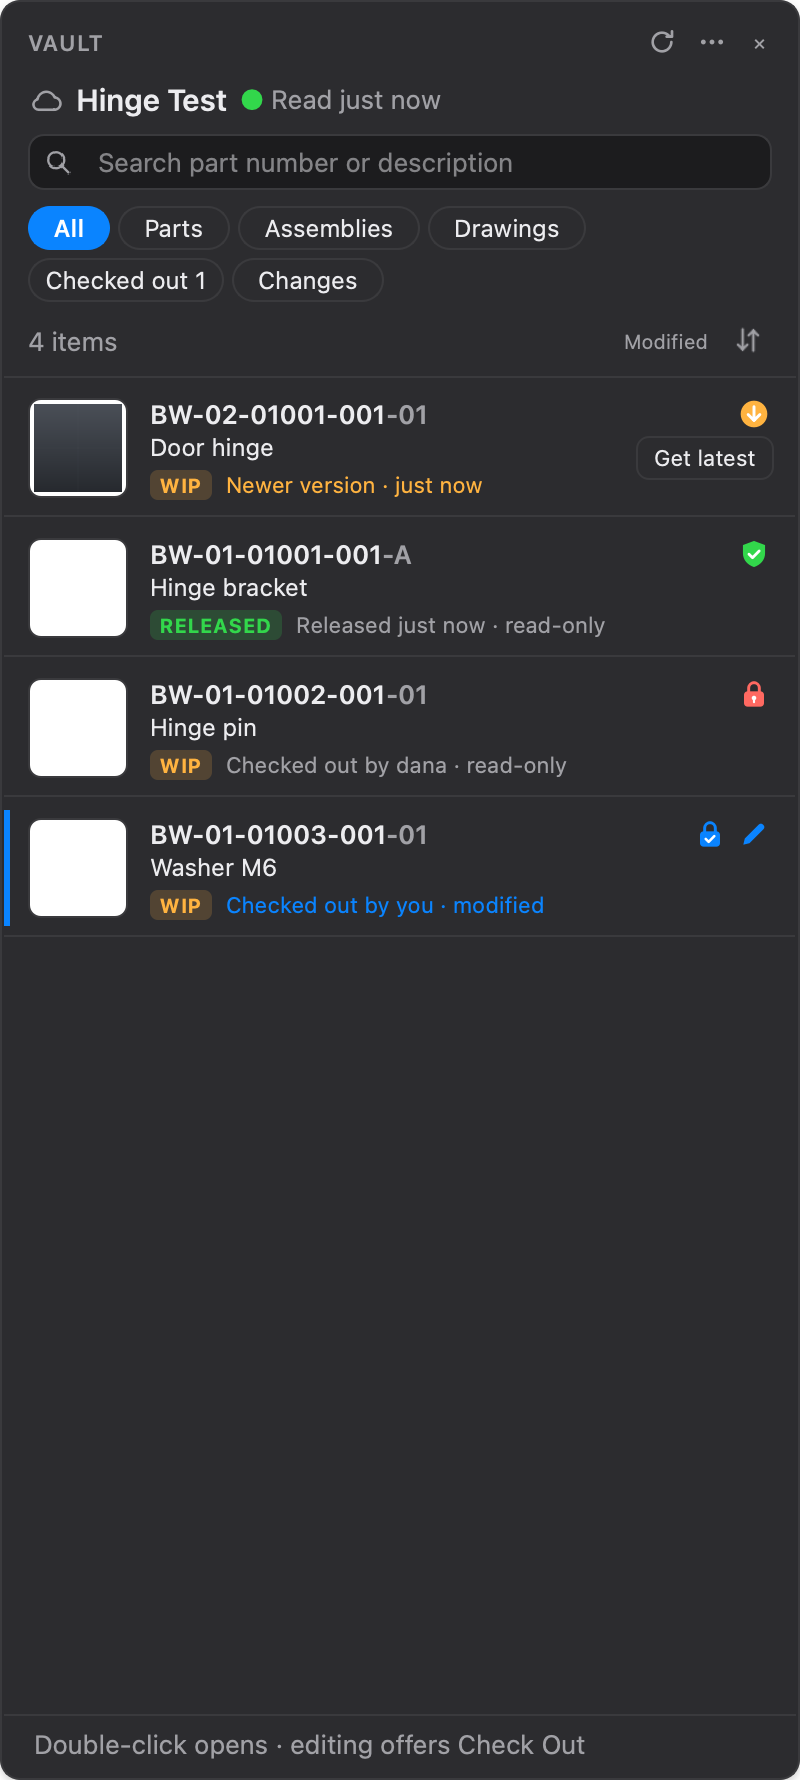 VAULT
Hinge Test Read just now
Search part number or description
All Parts Assemblies Drawings
Checked out 1 Changes
4 items Modified
BW-02-01001-001-01
Door hinge
Get latest
WIP Newer version · just now
BW-01-01001-001-A
Hinge bracket
RELEASED Released just now · read-only
BW-01-01002-001-01
Hinge pin
WIP Checked out by dana · read-only
BW-01-01003-001-01
Washer M6
WIP Checked out by you · modified
Double-click opens · editing offers Check Out